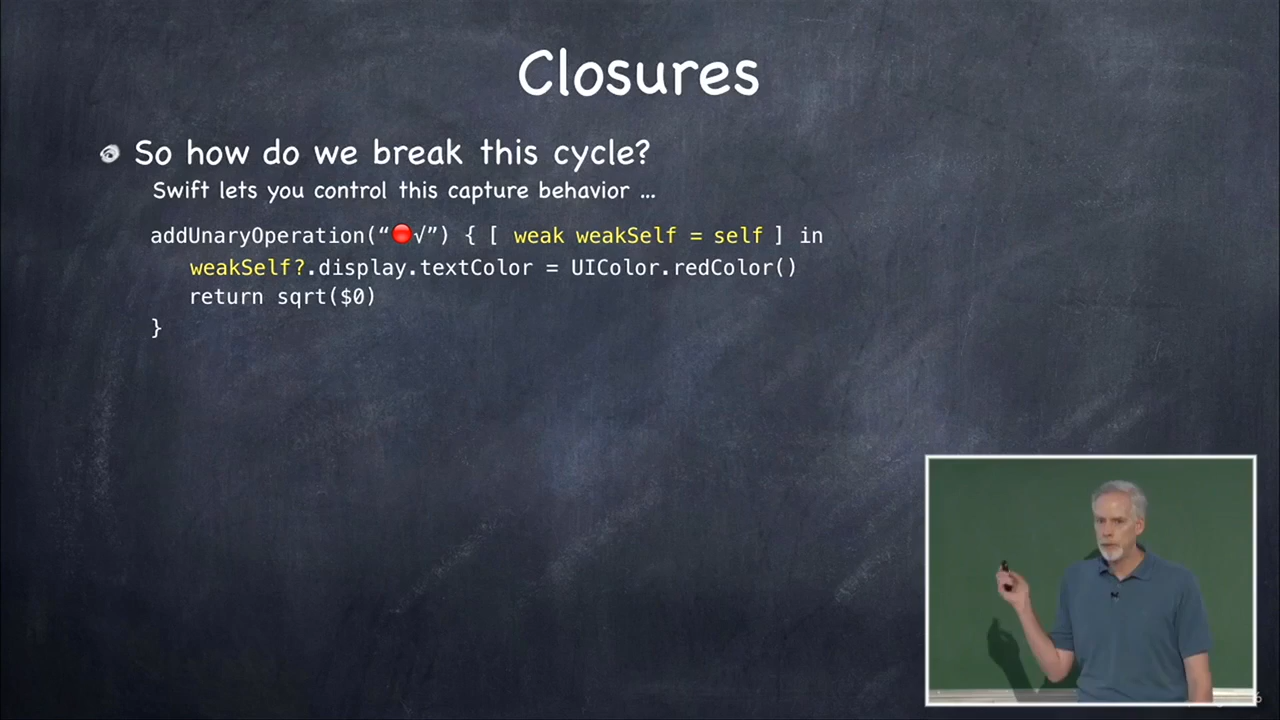 Closures
So how do we break this cycle?
Swift lets you control this capture behavior ...
addUnaryOperation(“🔴√”) { [ weak weakSelf = self ] in
weakSelf?.display.textColor = UIColor.redColor()
return sqrt($0)
}